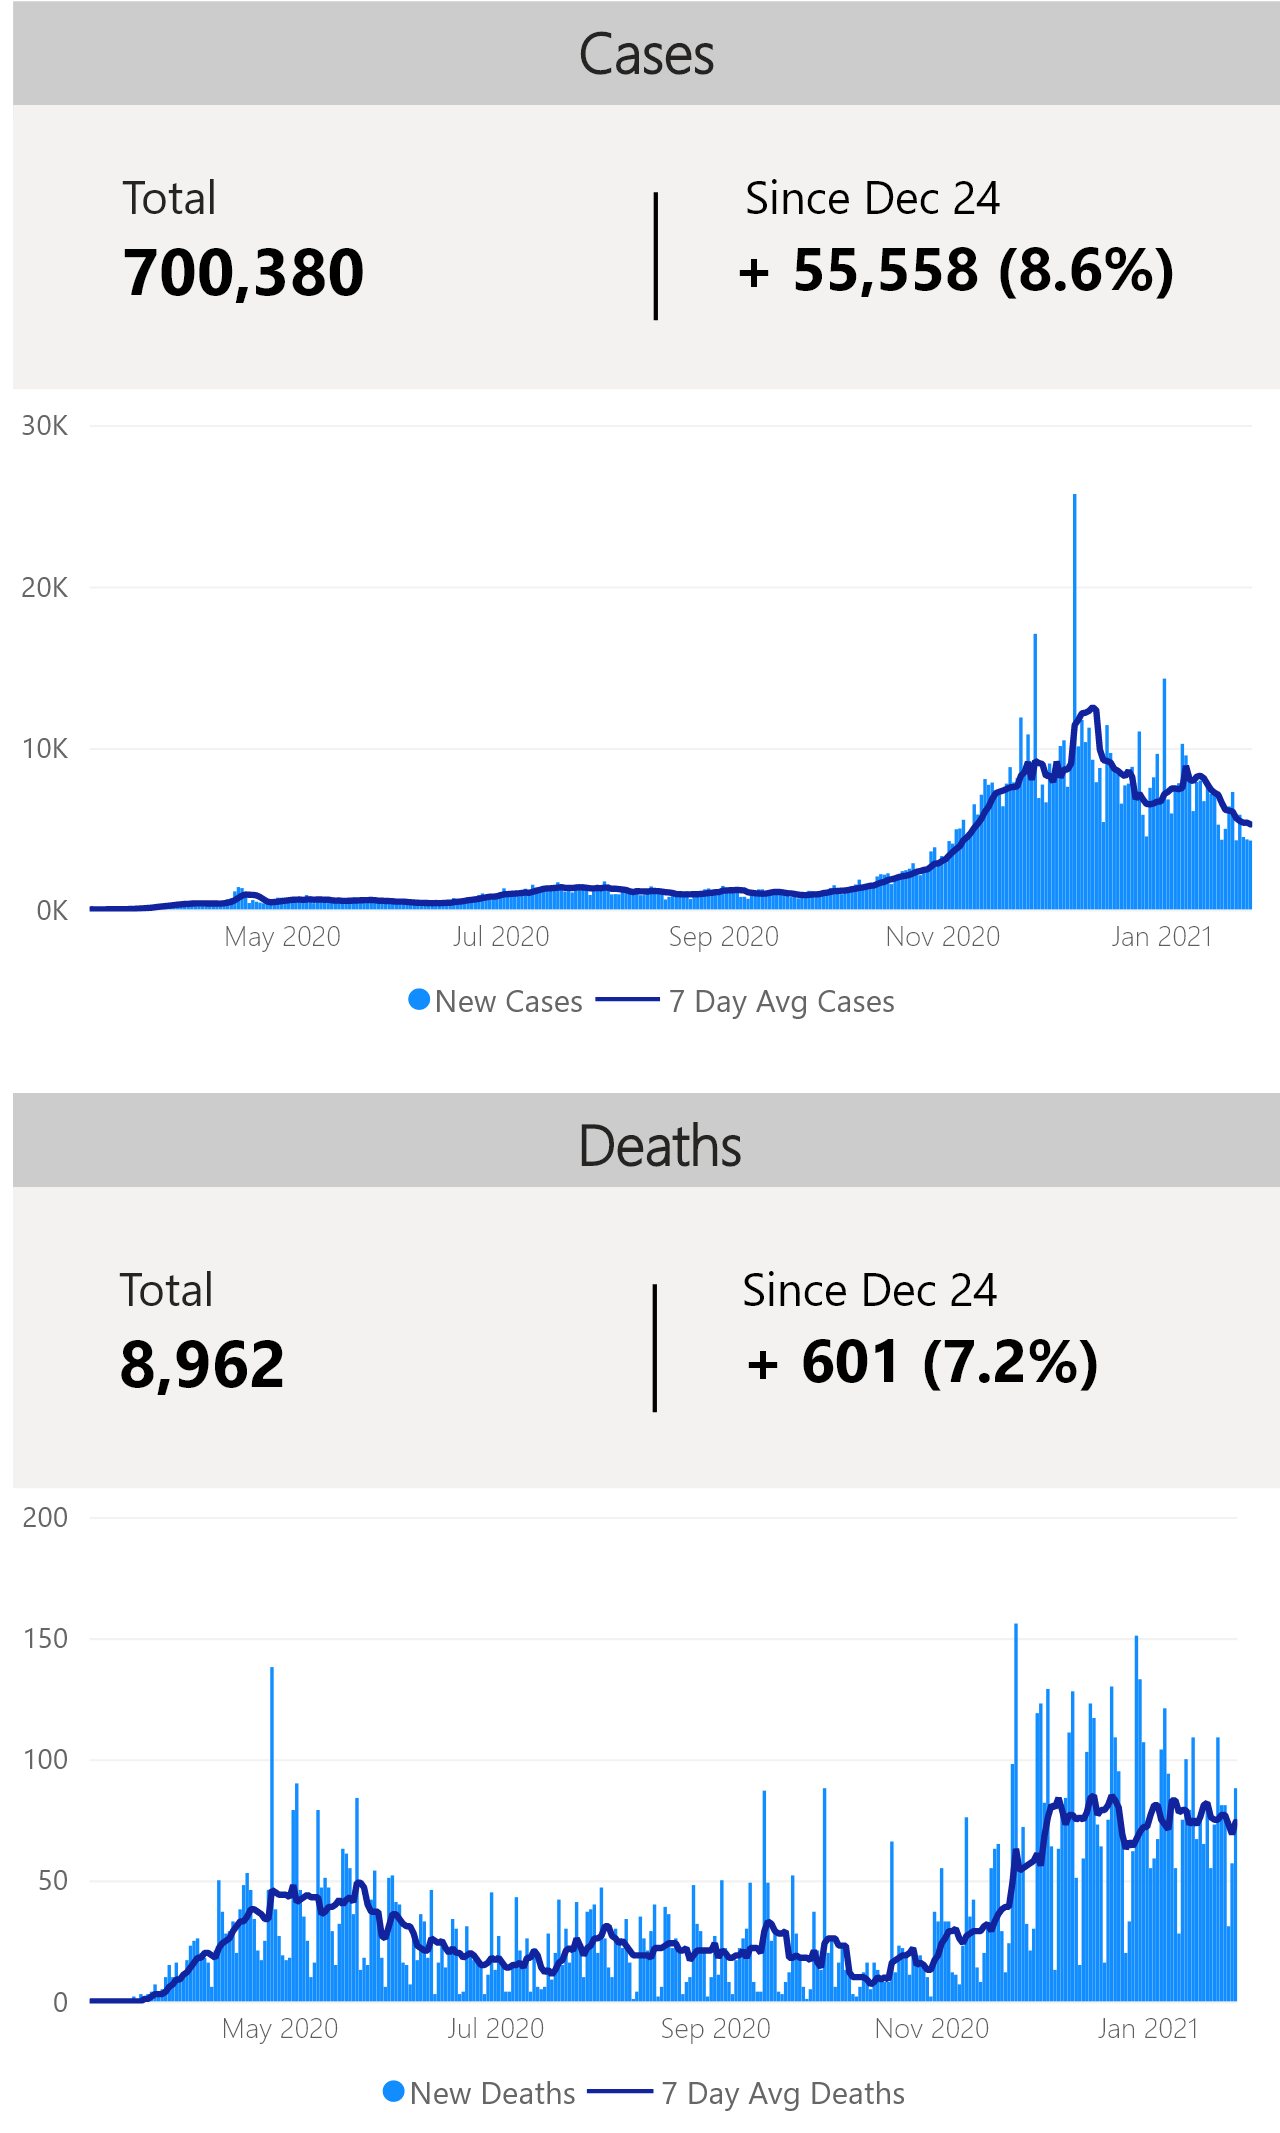 Cases
Total
700,380
Since Dec 24
+ 55,558 (8.6%)
30K
20K
10K
0K
May 2020 Jul 2020 Sep 2020 Nov 2020 Jan 2021
New Cases 7 Day Avg Cases
Deaths
Total
8,962
Since Dec 24
+ 601 (7.2%)
200
150
100
50
0
May 2020 Jul 2020 Sep 2020 Nov 2020 Jan 2021
New Deaths 7 Day Avg Deaths